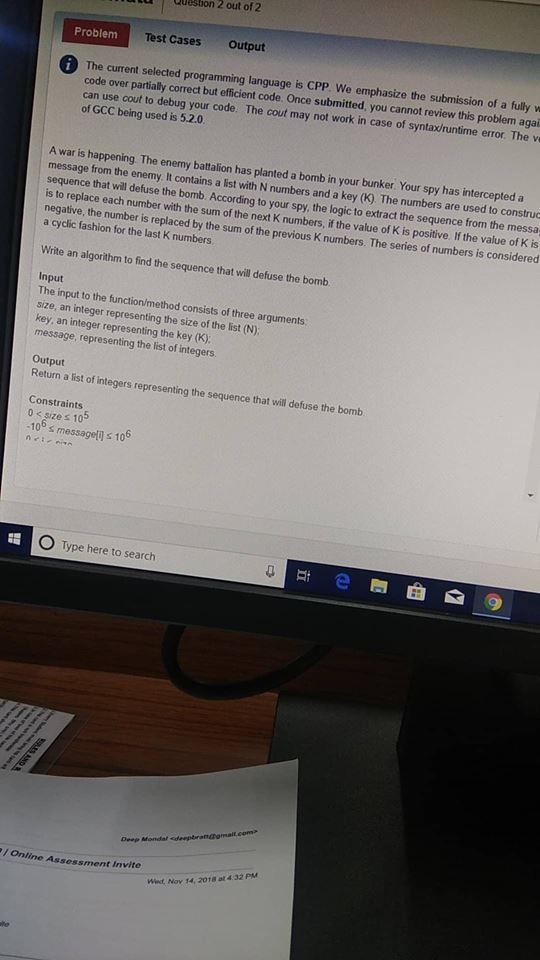 Question 2 out of 2
Problem Test Cases Output
The current selected programming language is CPP. We emphasize the submission of a fully
code over partially correct but efficient code. Once submitted, you cannot review this problem
can use cout to debug your code. The cout may not work in case of syntax/runtime error. The
of GCC being used is 5.2.0.
A war is happening. The enemy battalion has planted a bomb in your bunker. Your spy has intercepted a
message from the enemy. It contains a list with N numbers and a key (K). The numbers are used to
sequence that will defuse the bomb. According to your spy, the logic to extract the sequence from the
is to replace each number with the sum of the next K numbers, if the value of K is positive. If the value of K is
negative, the number is replaced by the sum of the previous K numbers. The series of numbers is considered
a cyclic fashion for the last K numbers.
Write an algorithm to find the sequence that will defuse the bomb.
Input
The input to the function/method consists of three arguments:
size, an integer representing the size of the list (N);
key, an integer representing the key (K);
message, representing the list of integers.
Output
Return a list of integers representing the sequence that will defuse the bomb.
Constraints
0 < size ≤ 10^5
-10^6 ≤ message[i] ≤ 10^6
Type here to search
RULES AND
Deep Mondal <deepbratt@gmail.com>
| Online Assessment Invite
Wed, Nov 14, 2018 at 4:32 PM